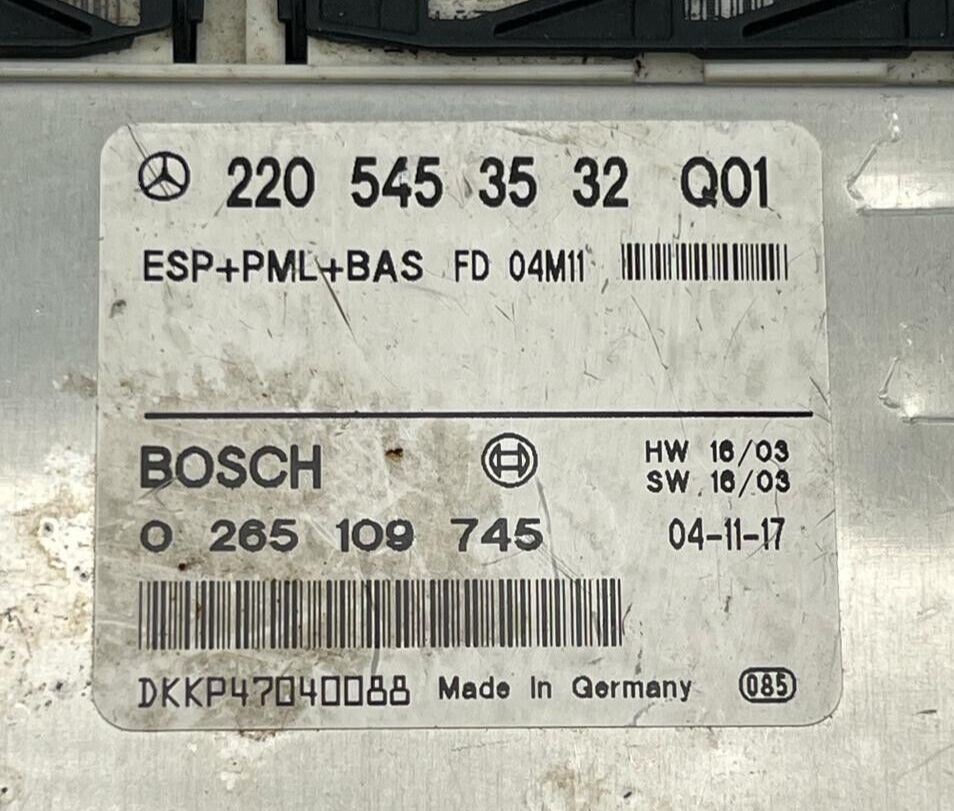 220 545 35 32 Q01
ESP+PML+BAS FD 04M11
BOSCH HW 16/03
SW 16/03
0 265 109 745 04-11-17
DKKP47040088 Made In Germany 085